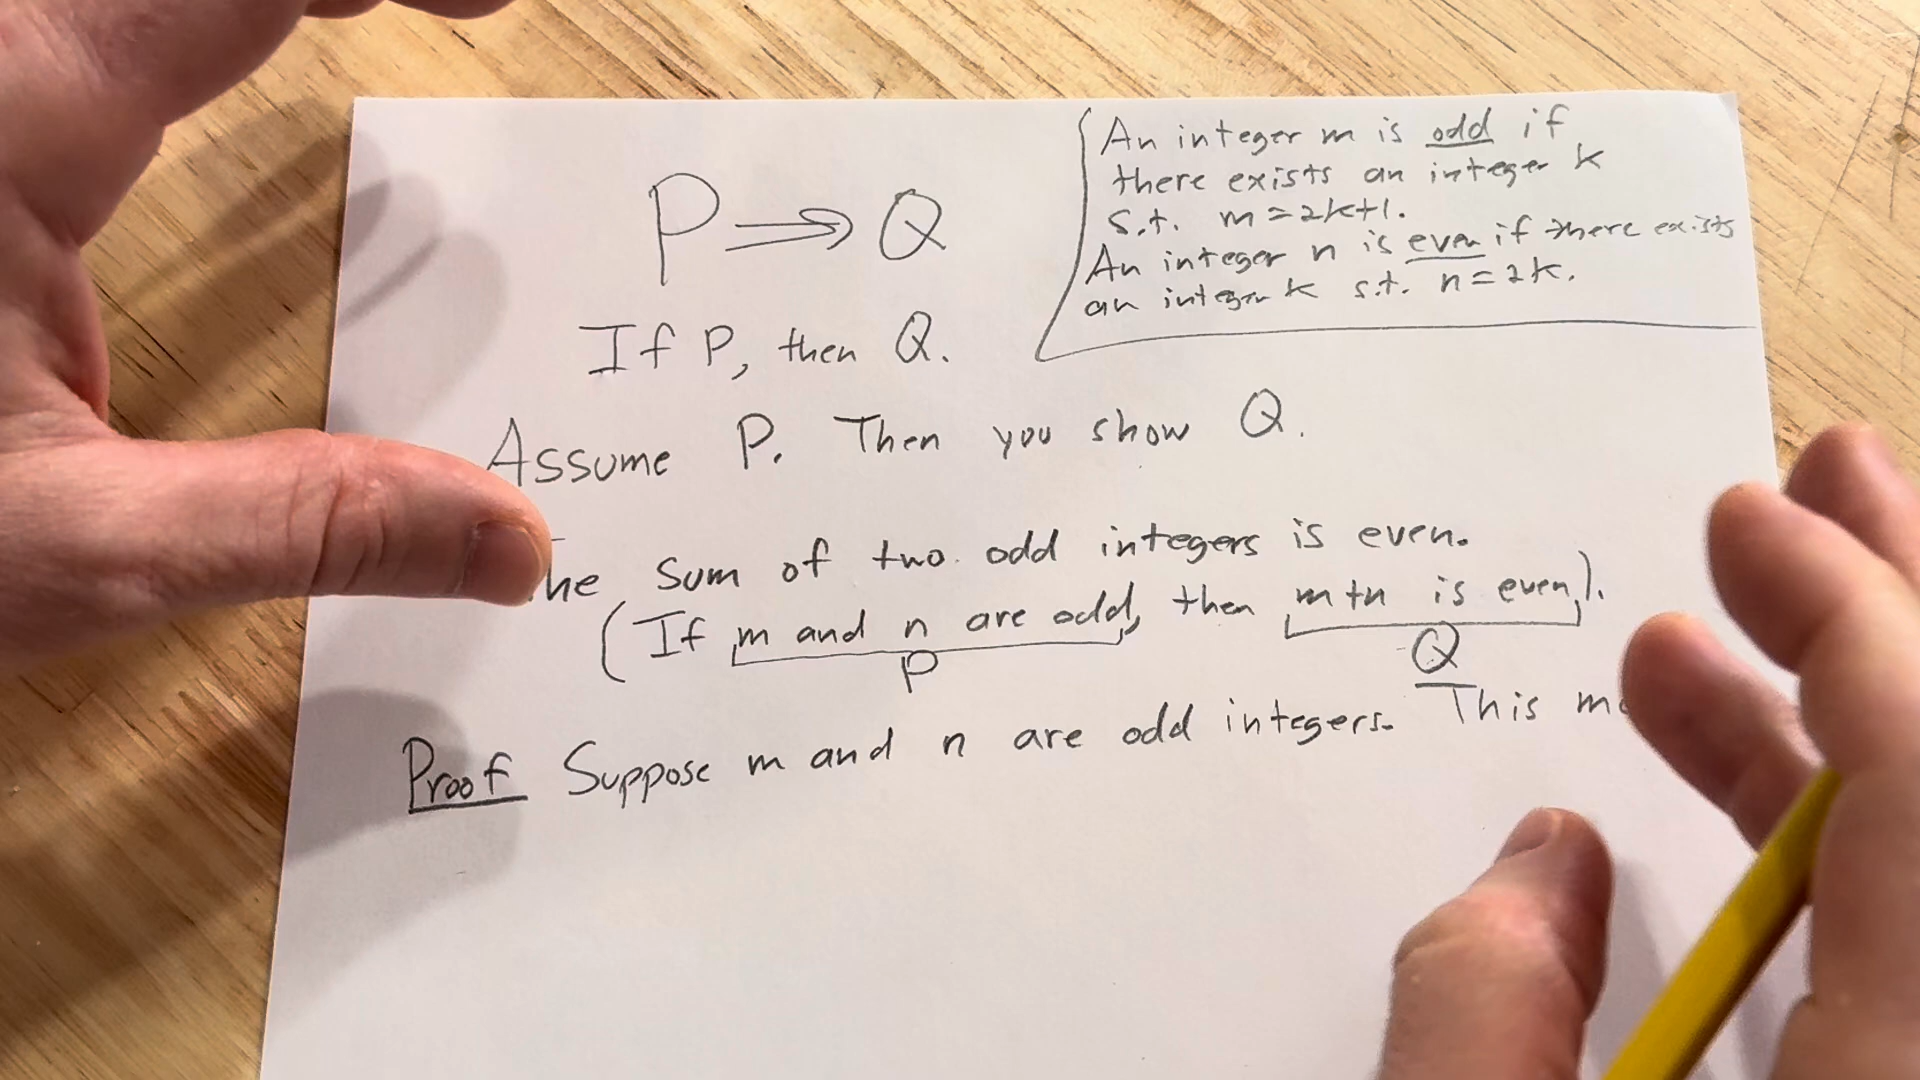 P ⟹ Q
If P, then Q.
Assume P. Then you show Q.
An integer m is odd if
there exists an integer k
s.t. m = 2k+1.
An integer n is even if there exists
an integer k s.t. n = 2k.
The sum of two odd integers is even.
(If m and n are odd, then m+n is even).
P Q
Proof Suppose m and n are odd integers. This